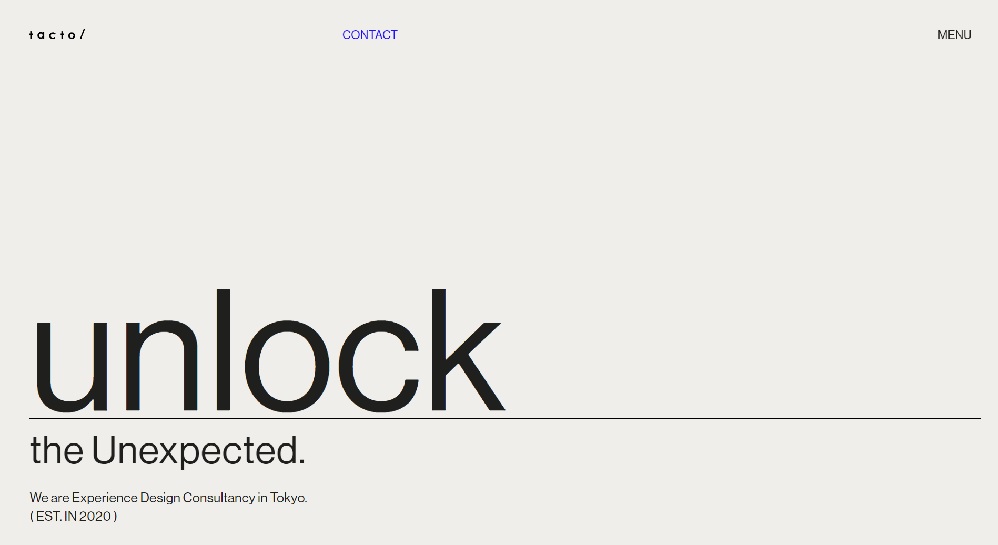 tacto/
CONTACT
MENU
unlock
the Unexpected.
We are Experience Design Consultancy in Tokyo.
( EST. IN 2020 )